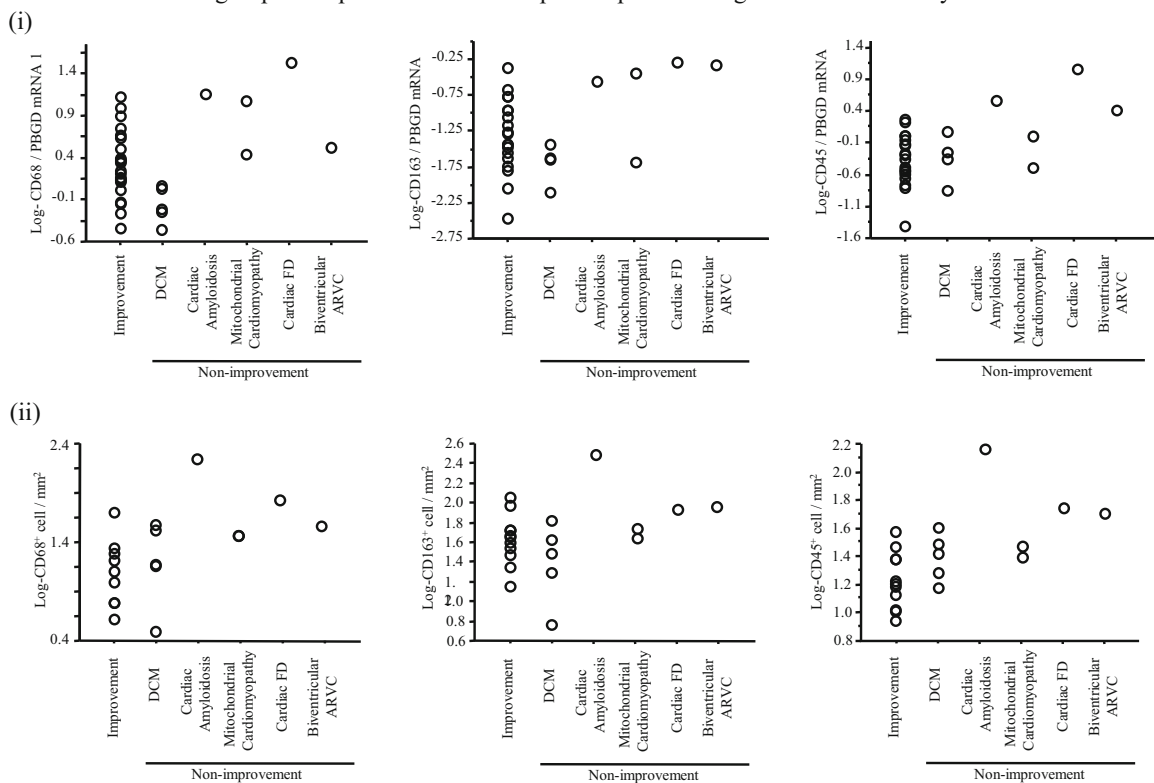 (i)
Log- CD68 / PBGD mRNA 1
1.4
0.9
0.4
-0.1
-0.6
Improvement
DCM
Cardiac
Amyloidosis
Mitochondrial
Cardiomyopathy
Cardiac FD
Biventricular
ARVC
Non-improvement
Log-CD163 / PBGD mRNA
-0.25
-0.75
-1.25
-1.75
-2.25
-2.75
Improvement
DCM
Cardiac
Amyloidosis
Mitochondrial
Cardiomyopathy
Cardiac FD
Biventricular
ARVC
Non-improvement
Log-CD45 / PBGD mRNA
1.4
0.9
0.4
-0.1
-0.6
-1.1
-1.6
Improvement
DCM
Cardiac
Amyloidosis
Mitochondrial
Cardiomyopathy
Cardiac FD
Biventricular
ARVC
Non-improvement
(ii)
Log-CD68⁺ cell / mm²
2.4
1.4
0.4
Improvement
DCM
Cardiac
Amyloidosis
Mitochondrial
Cardiomyopathy
Cardiac FD
Biventricular
ARVC
Non-improvement
Log-CD163⁺ cell / mm²
2.6
2.4
2.2
2.0
1.8
1.6
1.4
1.2
2.0
0.8
0.6
Improvement
DCM
Cardiac
Amyloidosis
Mitochondrial
Cardiomyopathy
Cardiac FD
Biventricular
ARVC
Non-improvement
Log-CD45⁺ cell / mm²
2.2
2.0
1.8
1.6
1.4
1.2
1.0
0.8
Improvement
DCM
Cardiac
Amyloidosis
Mitochondrial
Cardiomyopathy
Cardiac FD
Biventricular
ARVC
Non-improvement